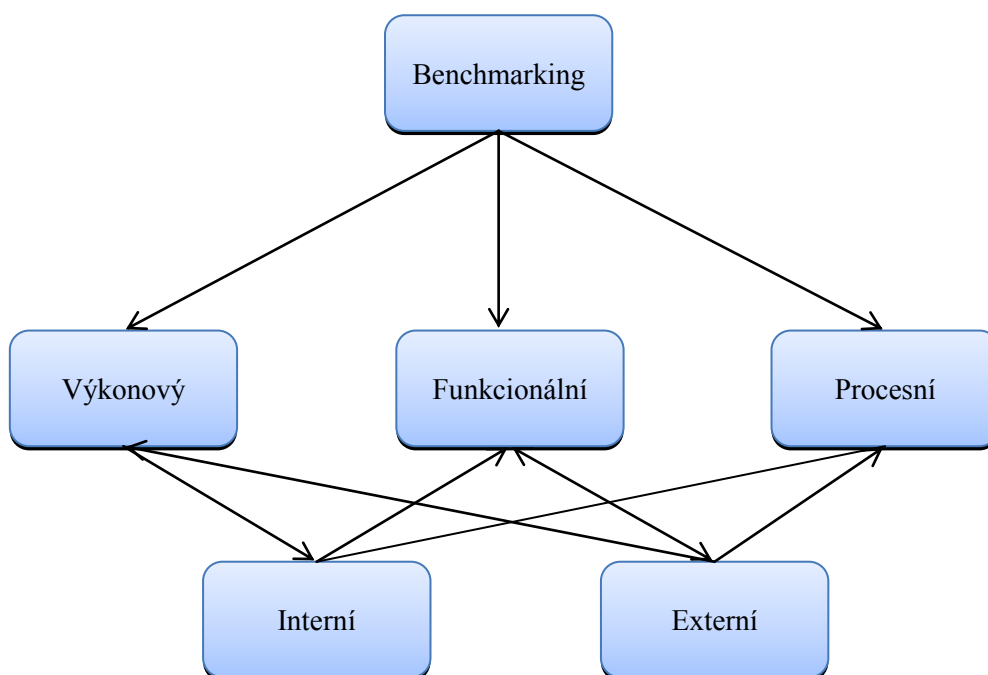 Benchmarking
Výkonový
Funkcionální
Procesní
Interní
Externí